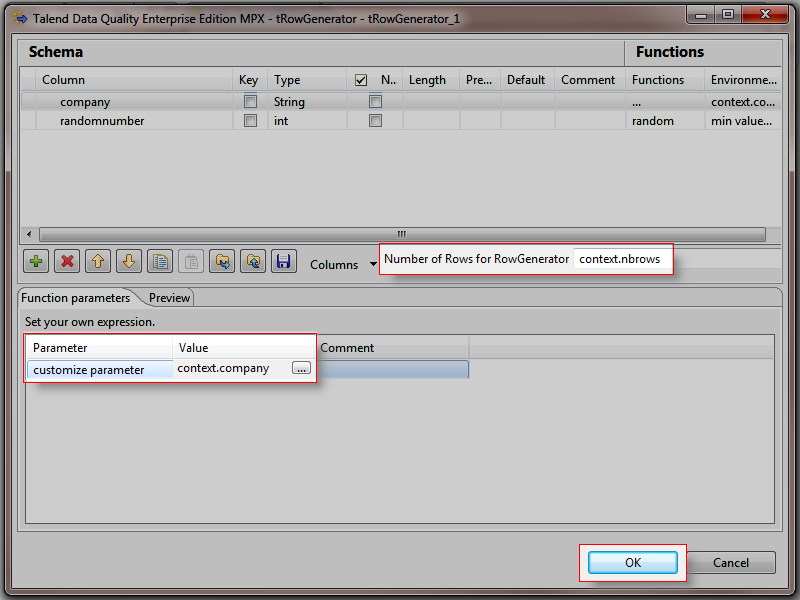 Talend Data Quality Enterprise Edition MPX - tRowGenerator - tRowGenerator_1
Schema Functions
Column Key Type N.. Length Pre... Default Comment Functions Environme...
company String ... context.co...
randomnumber int random min value...
Columns Number of Rows for RowGenerator context.nbrows
Function parameters Preview
Set your own expression.
Parameter Value Comment
customize parameter context.company ...
OK Cancel